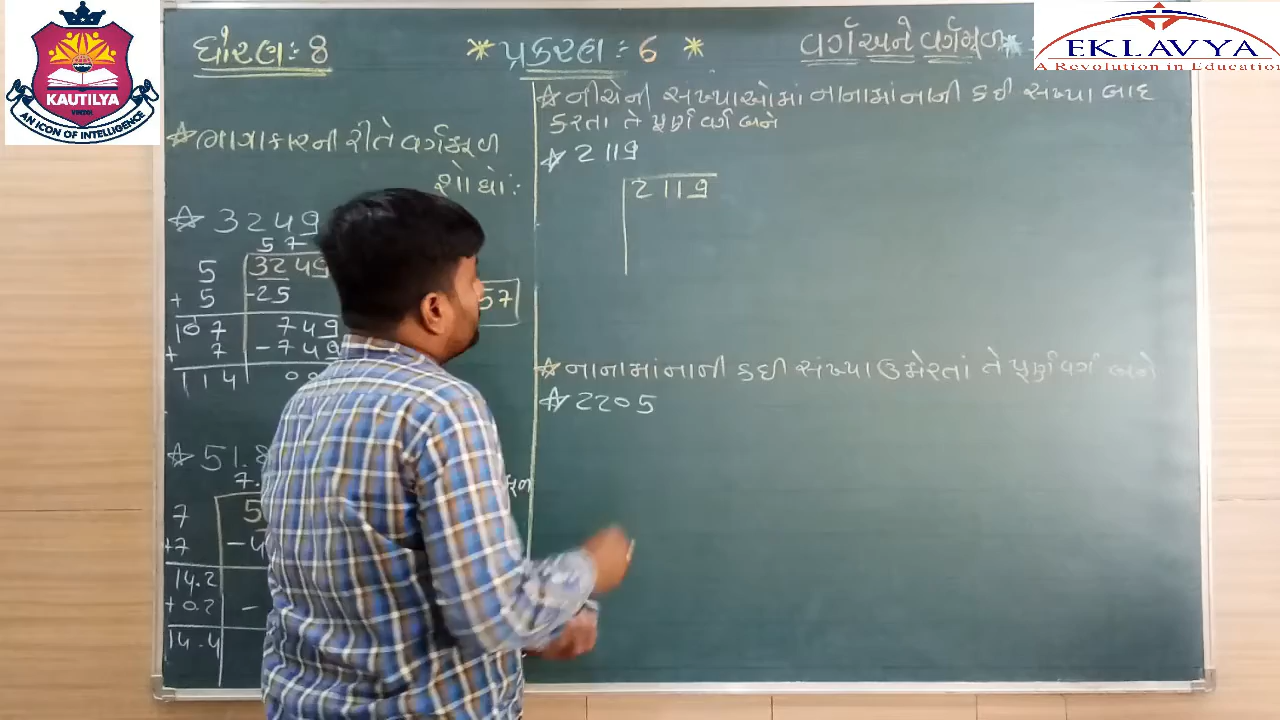 KAUTILYA
AN ICON OF INTELLIGENCE
EKLAVYA
A Revolution in Education
ધોરણ : 8
* પ્રકરણ : 6 *
વર્ગ અને વર્ગમૂળ *
☆ ભાગાકારની રીતે વર્ગમૂળ
શોધો :
☆ 3249
57
5 3249
+ 5 -25
107 749
+ 7 -749
114 00
57
☆ 51.8
7.
7 5
+7 -4
14.2
+0.2 -
14.4
☆ નીચેની સંખ્યાઓમાં નાનામાં નાની કઈ સંખ્યા બાદ
કરતા તે પૂર્ણવર્ગ બને
☆ 2119
2119
☆ નાનામાં નાની કઈ સંખ્યા ઉમેરતાં તે પૂર્ણવર્ગ બને
☆ 2205